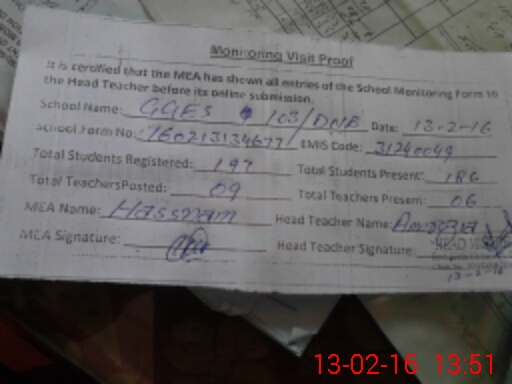 Monitoring Visit Proof
It is certified that the MEA has shown all entries of the School Monitoring Form to
the Head Teacher before its online submission.
School Name: GGES 103/DNB Date: 13-2-16
School Form No: 160213134677 EMIS Code: 31240049
Total Students Registered: 197 Total Students Present: 186
Total Teachers Posted: 09 Total Teachers Present: 06
MEA Name: Hassnam Head Teacher Name:
MEA Signature: Head Teacher Signature:
HEAD
13-02-16 13:51